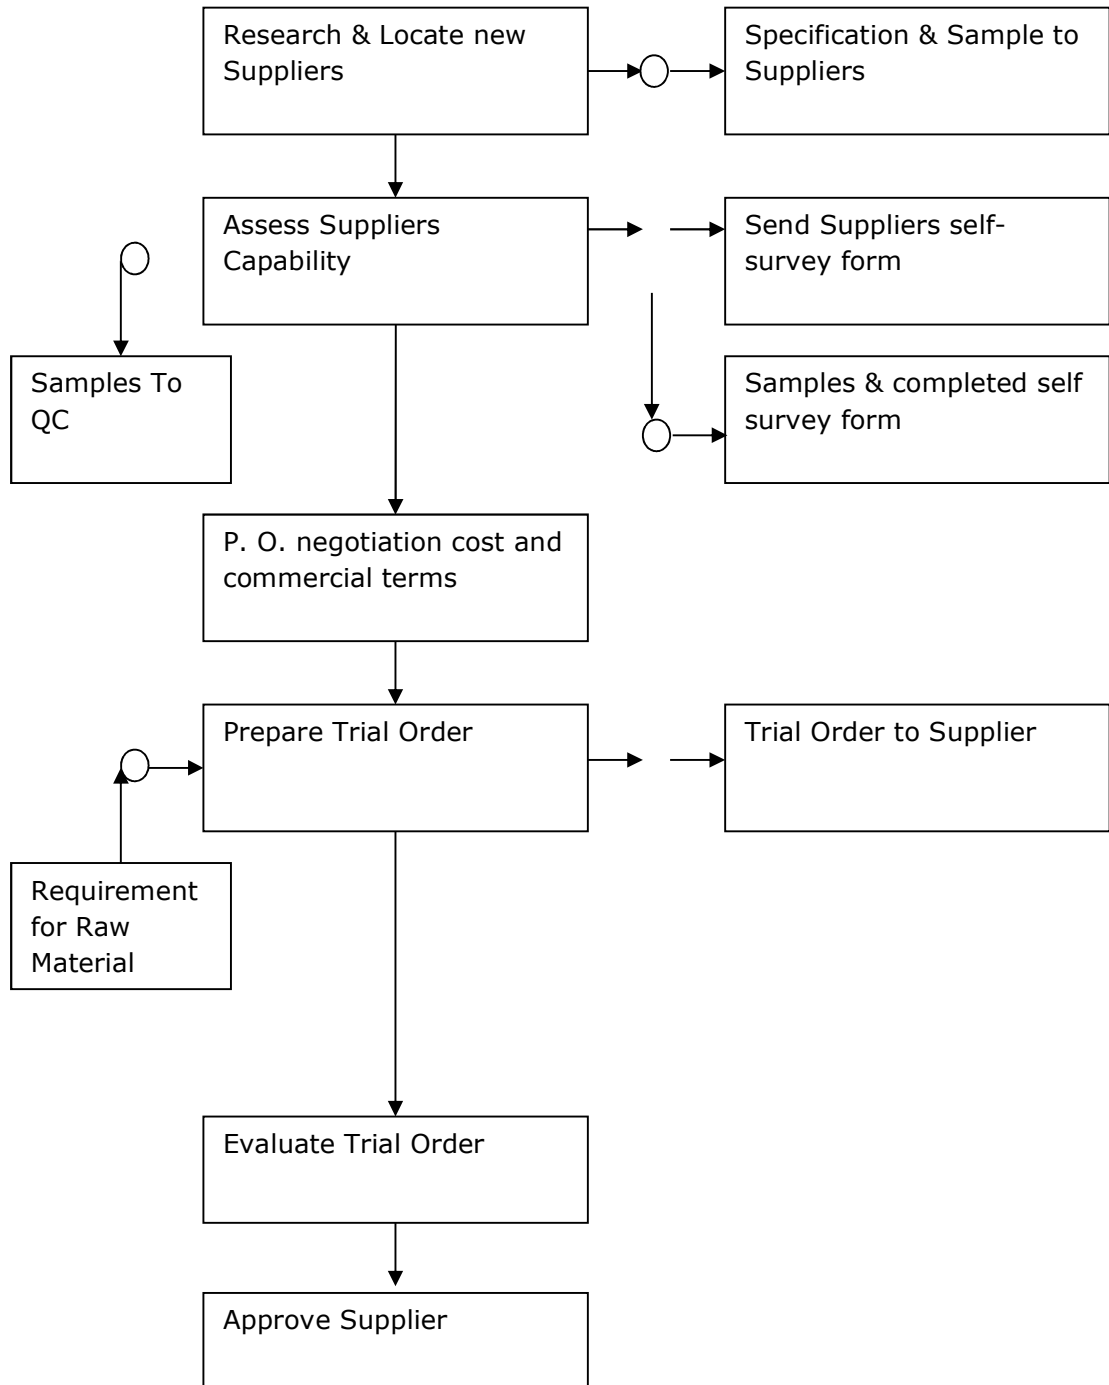 Research & Locate new
Suppliers
Specification & Sample to
Suppliers
Assess Suppliers
Capability
Send Suppliers self-
survey form
Samples To
QC
Samples & completed self
survey form
P. O. negotiation cost and
commercial terms
Prepare Trial Order
Trial Order to Supplier
Requirement
for Raw
Material
Evaluate Trial Order
Approve Supplier